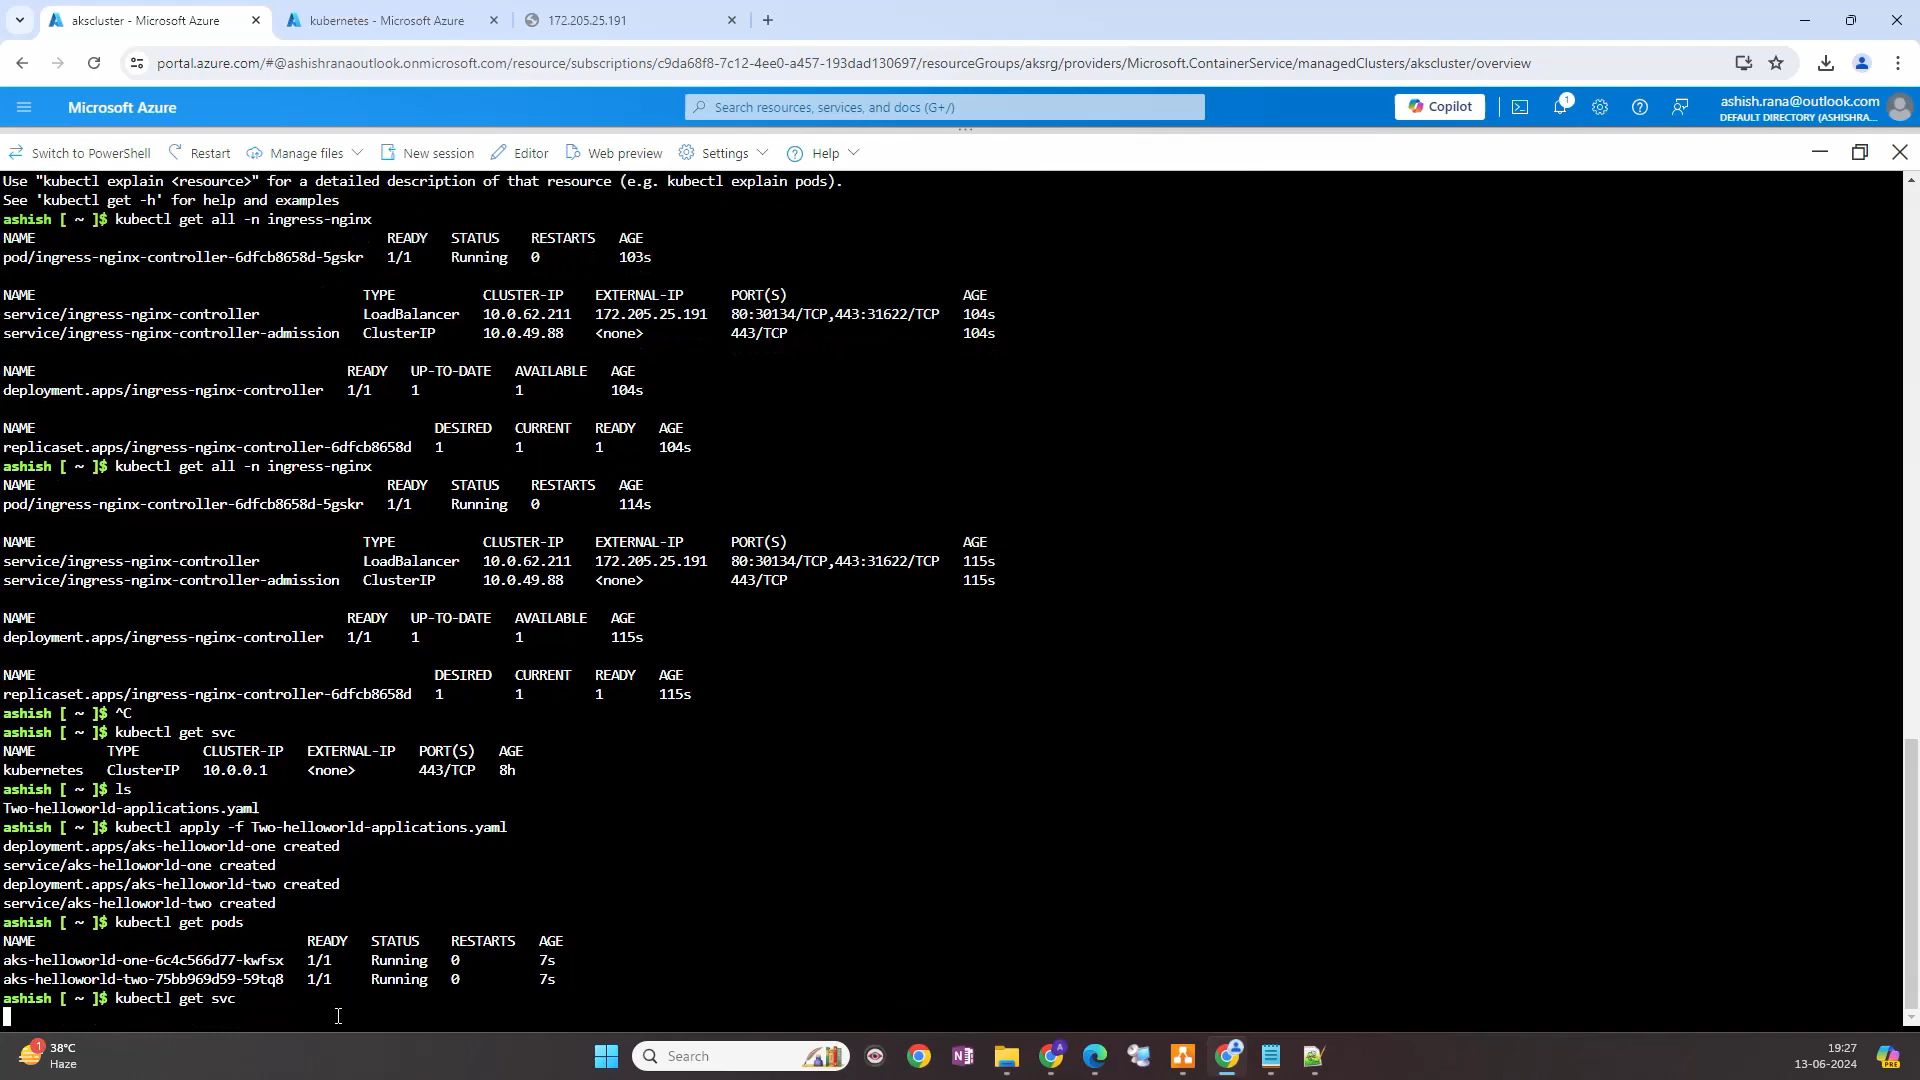 akscluster - Microsoft Azure
kubernetes - Microsoft Azure
172.205.25.191
portal.azure.com/#@ashishranaoutlook.onmicrosoft.com/resource/subscriptions/c9da68f8-7c12-4ee0-a457-193dad130697/resourceGroups/aksrg/providers/Microsoft.ContainerService/managedClusters/akscluster/overview
Microsoft Azure
Search resources, services, and docs (G+/)
Copilot
1
ashish.rana@outlook.com
DEFAULT DIRECTORY (ASHISHRA...
Switch to PowerShell Restart Manage files New session Editor Web preview Settings Help
Use "kubectl explain <resource>" for a detailed description of that resource (e.g. kubectl explain pods).
See 'kubectl get -h' for help and examples
ashish [ ~ ]$ kubectl get all -n ingress-nginx
NAME READY STATUS RESTARTS AGE
pod/ingress-nginx-controller-6dfcb8658d-5gskr 1/1 Running 0 103s
NAME TYPE CLUSTER-IP EXTERNAL-IP PORT(S) AGE
service/ingress-nginx-controller LoadBalancer 10.0.62.211 172.205.25.191 80:30134/TCP,443:31622/TCP 104s
service/ingress-nginx-controller-admission ClusterIP 10.0.49.88 <none> 443/TCP 104s
NAME READY UP-TO-DATE AVAILABLE AGE
deployment.apps/ingress-nginx-controller 1/1 1 1 104s
NAME DESIRED CURRENT READY AGE
replicaset.apps/ingress-nginx-controller-6dfcb8658d 1 1 1 104s
ashish [ ~ ]$ kubectl get all -n ingress-nginx
NAME READY STATUS RESTARTS AGE
pod/ingress-nginx-controller-6dfcb8658d-5gskr 1/1 Running 0 114s
NAME TYPE CLUSTER-IP EXTERNAL-IP PORT(S) AGE
service/ingress-nginx-controller LoadBalancer 10.0.62.211 172.205.25.191 80:30134/TCP,443:31622/TCP 115s
service/ingress-nginx-controller-admission ClusterIP 10.0.49.88 <none> 443/TCP 115s
NAME READY UP-TO-DATE AVAILABLE AGE
deployment.apps/ingress-nginx-controller 1/1 1 1 115s
NAME DESIRED CURRENT READY AGE
replicaset.apps/ingress-nginx-controller-6dfcb8658d 1 1 1 115s
ashish [ ~ ]$ ^C
ashish [ ~ ]$ kubectl get svc
NAME TYPE CLUSTER-IP EXTERNAL-IP PORT(S) AGE
kubernetes ClusterIP 10.0.0.1 <none> 443/TCP 8h
ashish [ ~ ]$ ls
Two-helloworld-applications.yaml
ashish [ ~ ]$ kubectl apply -f Two-helloworld-applications.yaml
deployment.apps/aks-helloworld-one created
service/aks-helloworld-one created
deployment.apps/aks-helloworld-two created
service/aks-helloworld-two created
ashish [ ~ ]$ kubectl get pods
NAME READY STATUS RESTARTS AGE
aks-helloworld-one-6c4c566d77-kwfsx 1/1 Running 0 7s
aks-helloworld-two-75bb969d59-59tq8 1/1 Running 0 7s
ashish [ ~ ]$ kubectl get svc
1
38°C
Haze
Search
19:27
13-06-2024